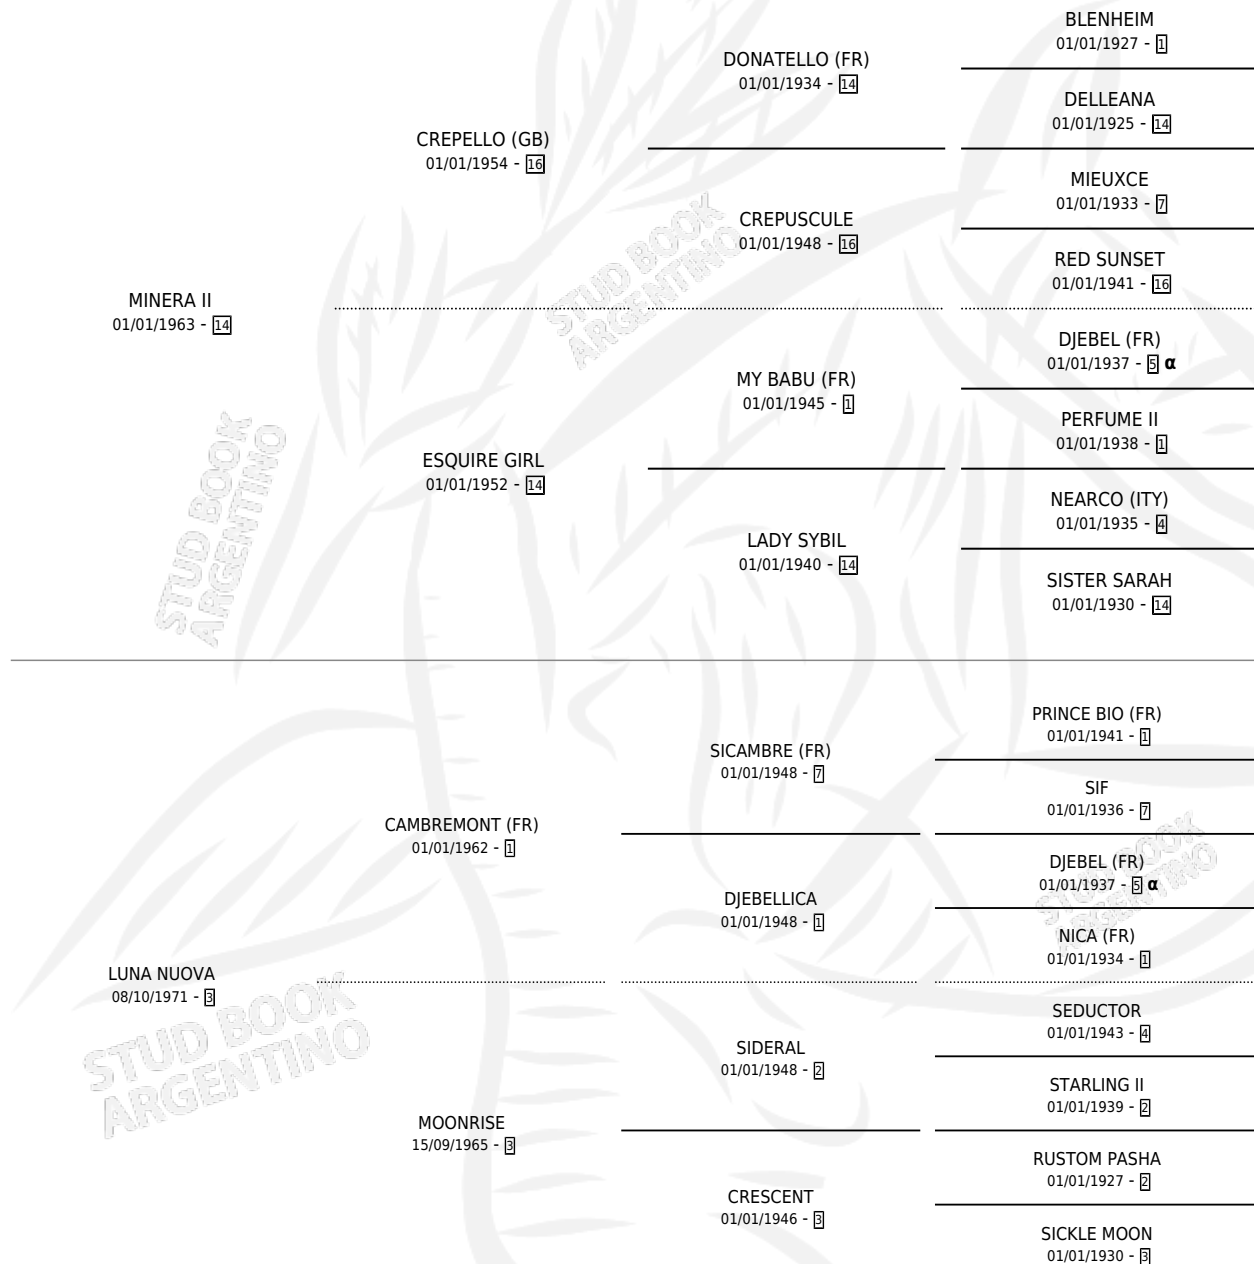 BLENHEIM
01/01/1927 - 1
DONATELLO (FR)
01/01/1934 - 14
DELLEANA
01/01/1925 - 14
CREPELLO (GB)
01/01/1954 - 16
MIEUXCE
01/01/1933 - 7
CREPUSCULE
01/01/1948 - 16
RED SUNSET
01/01/1941 - 16
MINERA II
01/01/1963 - 14
DJEBEL (FR)
01/01/1937 - 5 α
MY BABU (FR)
01/01/1945 - 1
PERFUME II
01/01/1938 - 1
ESQUIRE GIRL
01/01/1952 - 14
NEARCO (ITY)
01/01/1935 - 4
LADY SYBIL
01/01/1940 - 14
SISTER SARAH
01/01/1930 - 14
PRINCE BIO (FR)
01/01/1941 - 1
SICAMBRE (FR)
01/01/1948 - 7
SIF
01/01/1936 - 7
CAMBREMONT (FR)
01/01/1962 - 1
DJEBEL (FR)
01/01/1937 - 5 α
DJEBELLICA
01/01/1948 - 1
NICA (FR)
01/01/1934 - 1
LUNA NUOVA
08/10/1971 - 3
SEDUCTOR
01/01/1943 - 4
SIDERAL
01/01/1948 - 2
STARLING II
01/01/1939 - 2
MOONRISE
15/09/1965 - 3
RUSTOM PASHA
01/01/1927 - 2
CRESCENT
01/01/1946 - 3
SICKLE MOON
01/01/1930 - 3
STUD BOOK
ARGENTINO
STUD BOOK
ARGENTINO
STUD BOOK
ARGENTINO
STUD BOOK
ARGENTINO